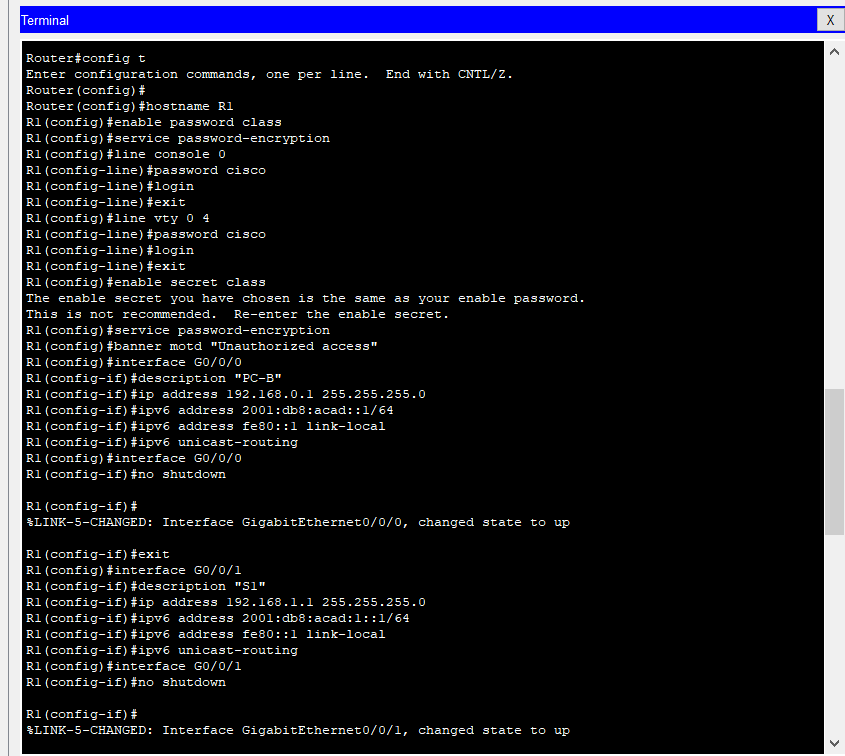 Terminal
X
Router#config t
Enter configuration commands, one per line.  End with CNTL/Z.
Router(config)#
Router(config)#hostname R1
R1(config)#enable password class
R1(config)#service password-encryption
R1(config)#line console 0
R1(config-line)#password cisco
R1(config-line)#login
R1(config-line)#exit
R1(config)#line vty 0 4
R1(config-line)#password cisco
R1(config-line)#login
R1(config-line)#exit
R1(config)#enable secret class
The enable secret you have chosen is the same as your enable password.
This is not recommended.  Re-enter the enable secret.
R1(config)#service password-encryption
R1(config)#banner motd "Unauthorized access"
R1(config)#interface G0/0/0
R1(config-if)#description "PC-B"
R1(config-if)#ip address 192.168.0.1 255.255.255.0
R1(config-if)#ipv6 address 2001:db8:acad::1/64
R1(config-if)#ipv6 address fe80::1 link-local
R1(config-if)#ipv6 unicast-routing
R1(config)#interface G0/0/0
R1(config-if)#no shutdown
R1(config-if)#
%LINK-5-CHANGED: Interface GigabitEthernet0/0/0, changed state to up
R1(config-if)#exit
R1(config)#interface G0/0/1
R1(config-if)#description "S1"
R1(config-if)#ip address 192.168.1.1 255.255.255.0
R1(config-if)#ipv6 address 2001:db8:acad:1::1/64
R1(config-if)#ipv6 address fe80::1 link-local
R1(config-if)#ipv6 unicast-routing
R1(config)#interface G0/0/1
R1(config-if)#no shutdown
R1(config-if)#
%LINK-5-CHANGED: Interface GigabitEthernet0/0/1, changed state to up